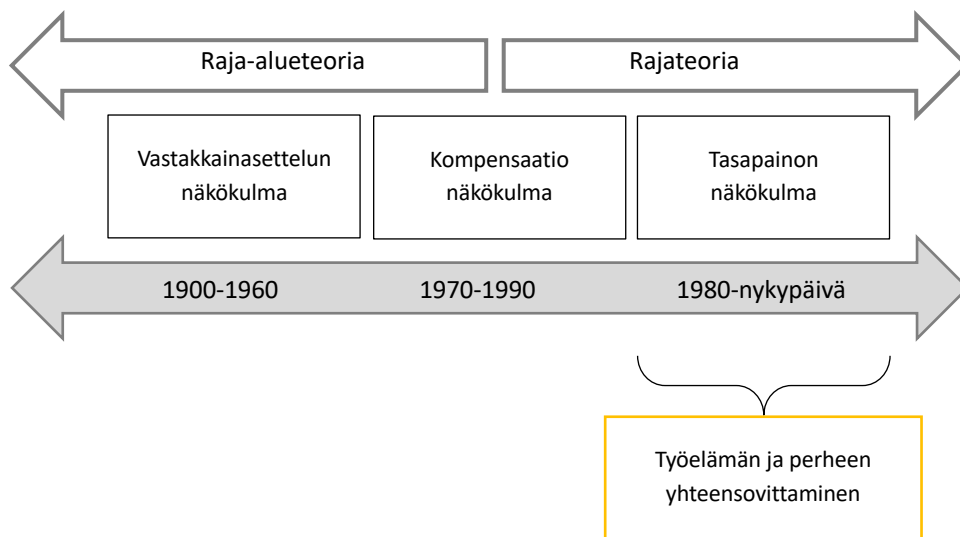 Raja-alueteoria
Rajateoria
Vastakkainasettelun
näkökulma
Kompensaatio
näkökulma
Tasapainon
näkökulma
1900-1960
1970-1990
1980-nykypäivä
Työelämän ja perheen
yhteensovittaminen